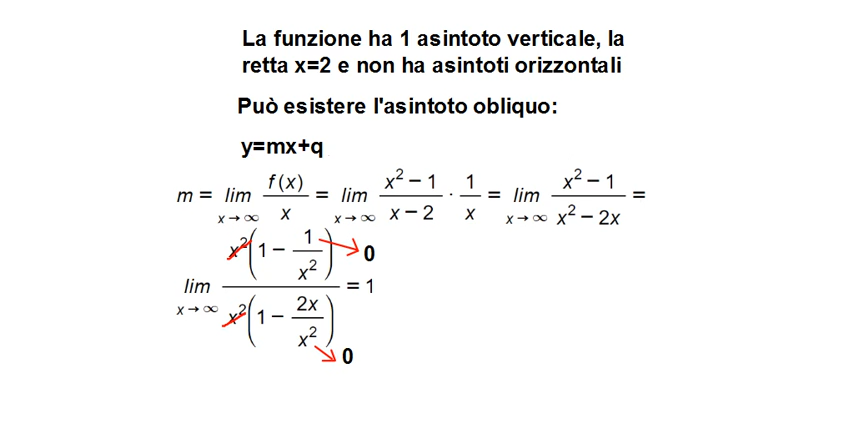 La funzione ha 1 asintoto verticale, la
retta x=2 e non ha asintoti orizzontali
Può esistere l'asintoto obliquo:
y=mx+q
m = lim x→∞ f(x)/x = lim x→∞ (x² − 1)/(x − 2) · 1/x = lim x→∞ (x² − 1)/(x² − 2x) =
lim x→∞ x²(1 − 1/x²) / x²(1 − 2x/x²) = 1
0
0